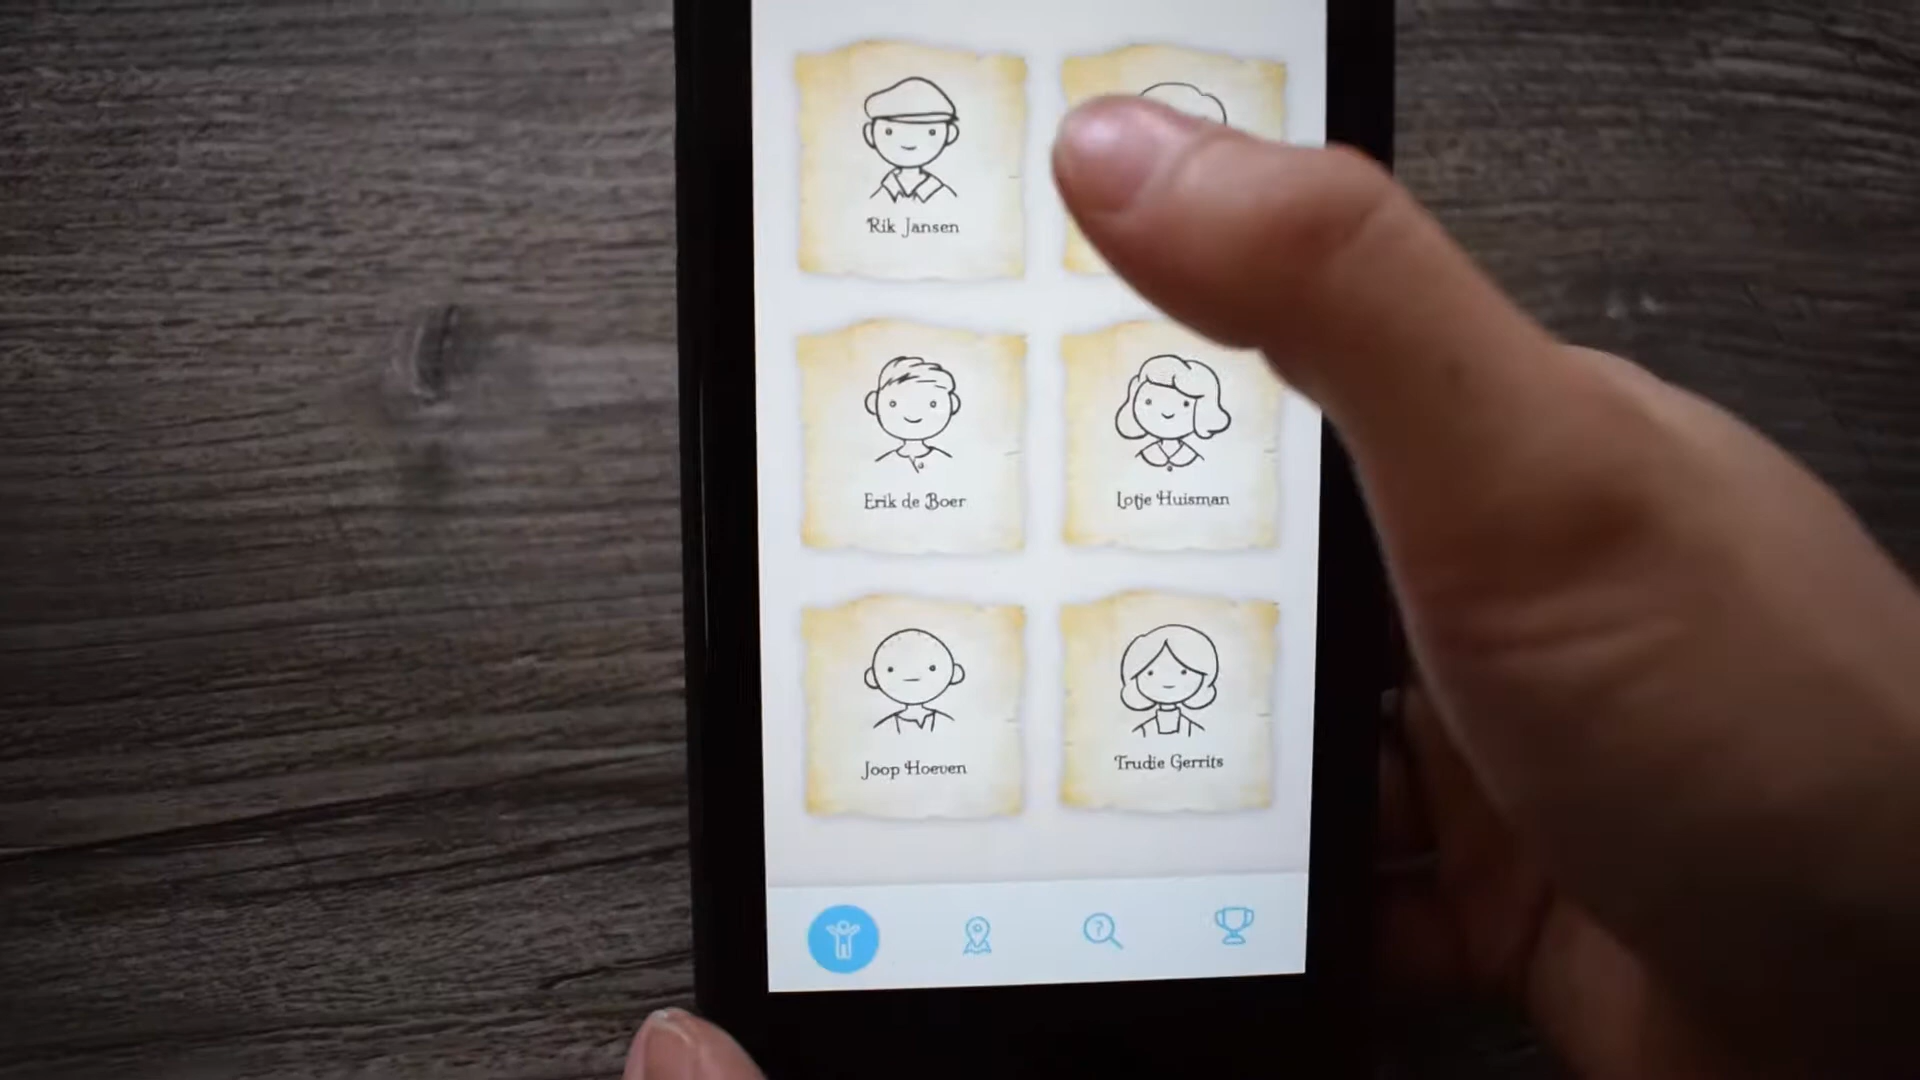 Rik Jansen
Erik de Boer
Lotje Huisman
Joop Hoeven
Trudie Gerrits
?